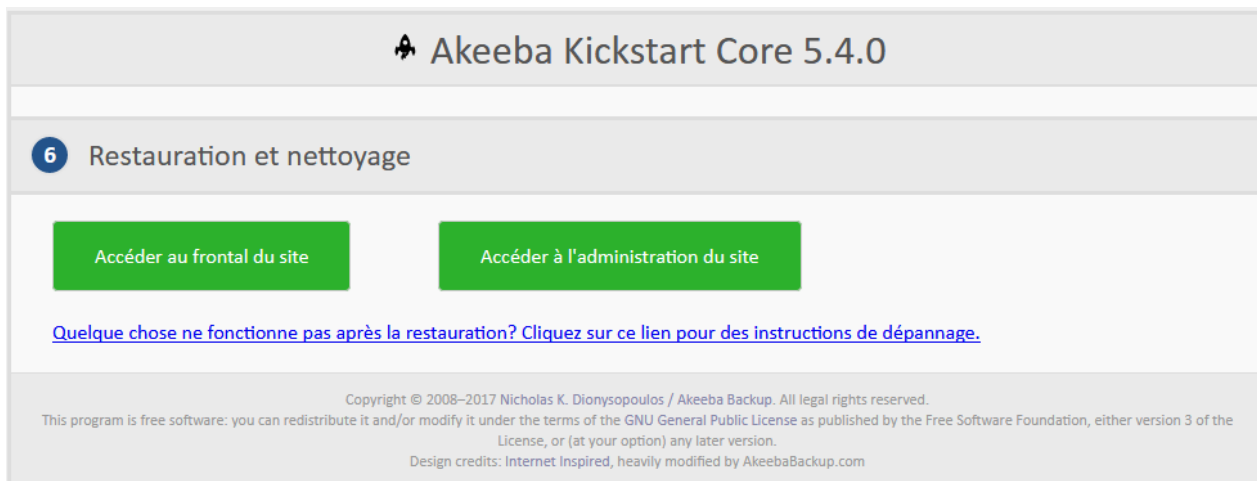 Akeeba Kickstart Core 5.4.0
6 Restauration et nettoyage
Accéder au frontal du site Accéder à l'administration du site
Quelque chose ne fonctionne pas après la restauration? Cliquez sur ce lien pour des instructions de dépannage.
Copyright © 2008–2017 Nicholas K. Dionysopoulos / Akeeba Backup. All legal rights reserved.
This program is free software: you can redistribute it and/or modify it under the terms of the GNU General Public License as published by the Free Software Foundation, either version 3 of the
License, or (at your option) any later version.
Design credits: Internet Inspired, heavily modified by AkeebaBackup.com